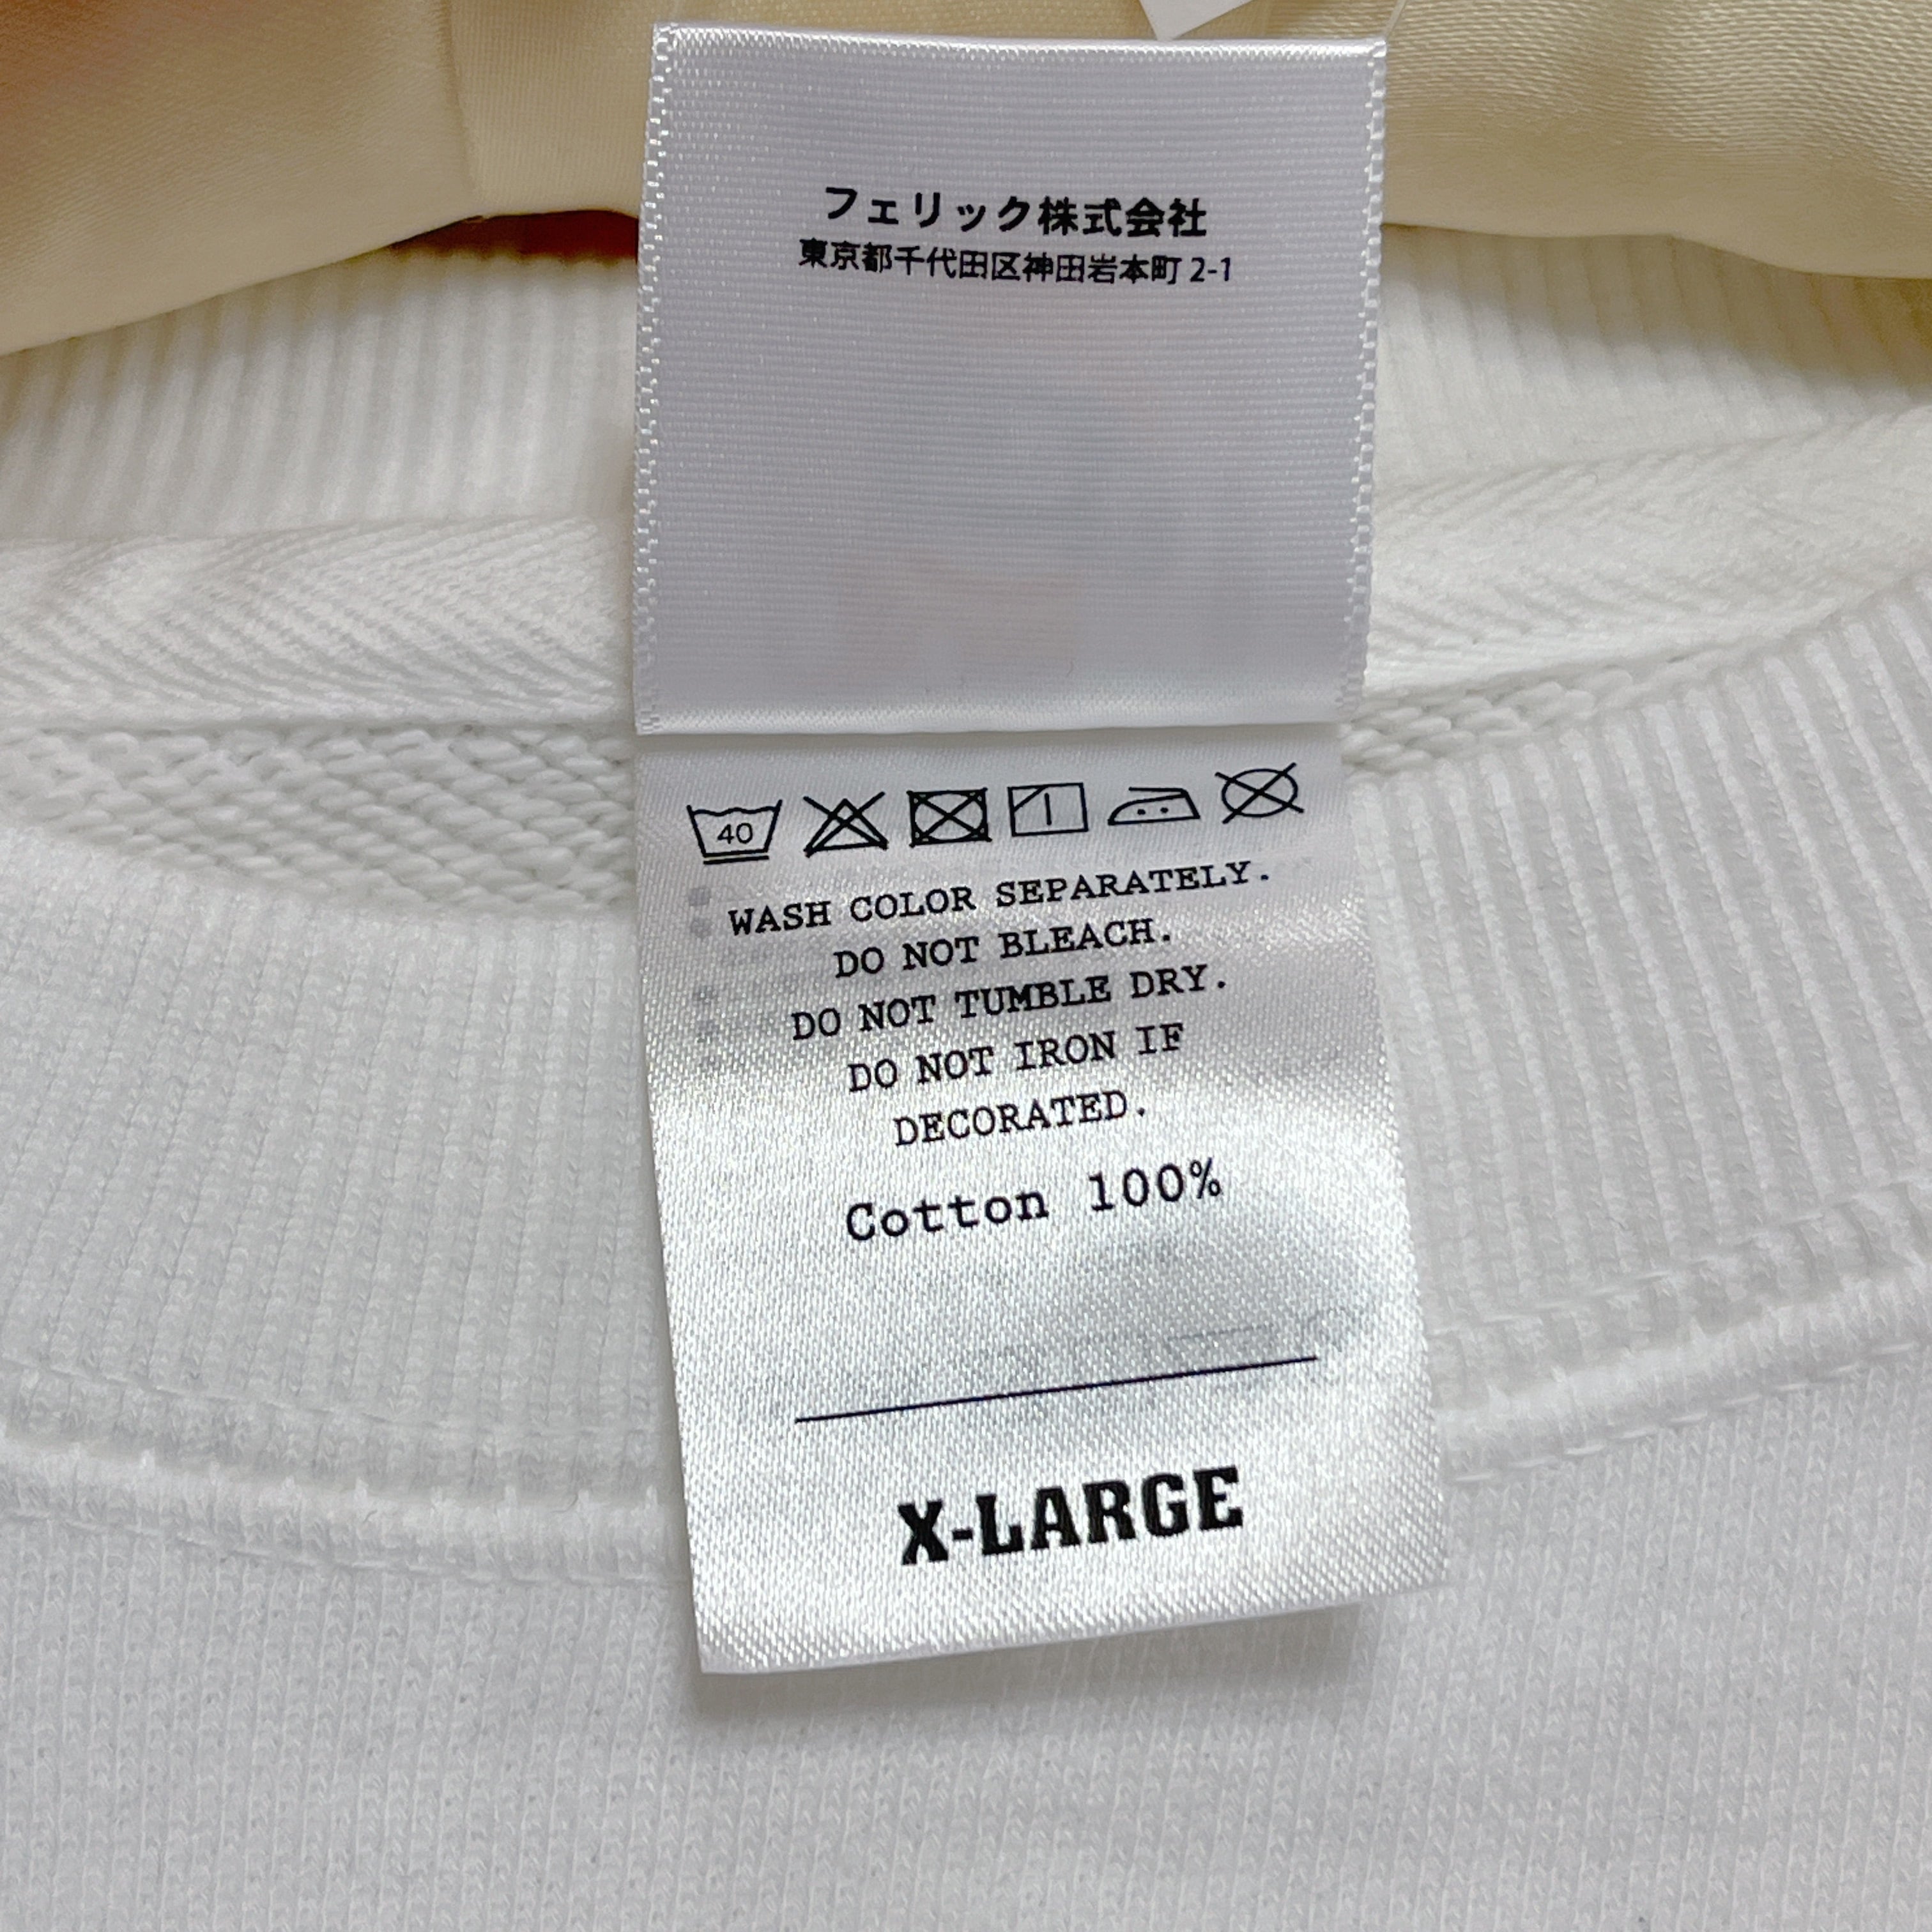 フェリック株式会社
東京都千代田区神田岩本町 2-1
40
WASH COLOR SEPARATELY.
DO NOT BLEACH.
DO NOT TUMBLE DRY.
DO NOT IRON IF
DECORATED.
Cotton 100%
X-LARGE